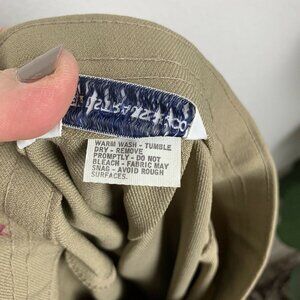 WARM WASH - TUMBLE
DRY - REMOVE
PROMPTLY - DO NOT
BLEACH - FABRIC MAY
SNAG - AVOID ROUGH
SURFACES.